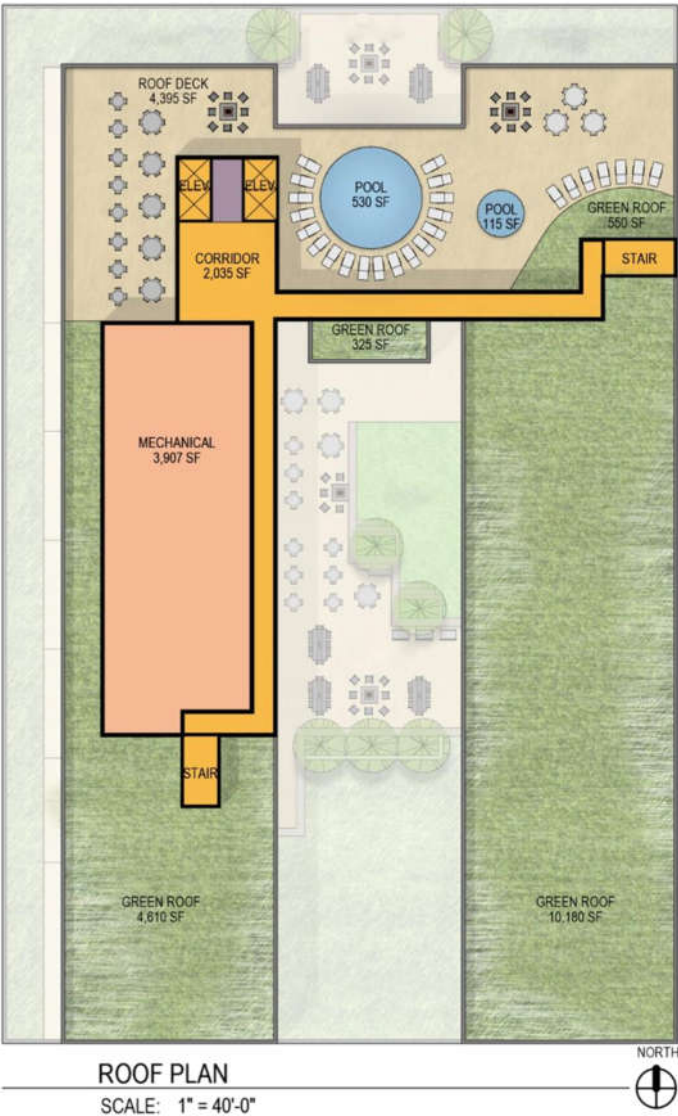 ROOF DECK
4,395 SF
ELEV
ELEV
POOL
530 SF
POOL
115 SF
GREEN ROOF
550 SF
CORRIDOR
2,035 SF
STAIR
GREEN ROOF
325 SF
MECHANICAL
3,907 SF
STAIR
GREEN ROOF
4,610 SF
GREEN ROOF
10,180 SF
NORTH
ROOF PLAN
SCALE: 1" = 40'-0"